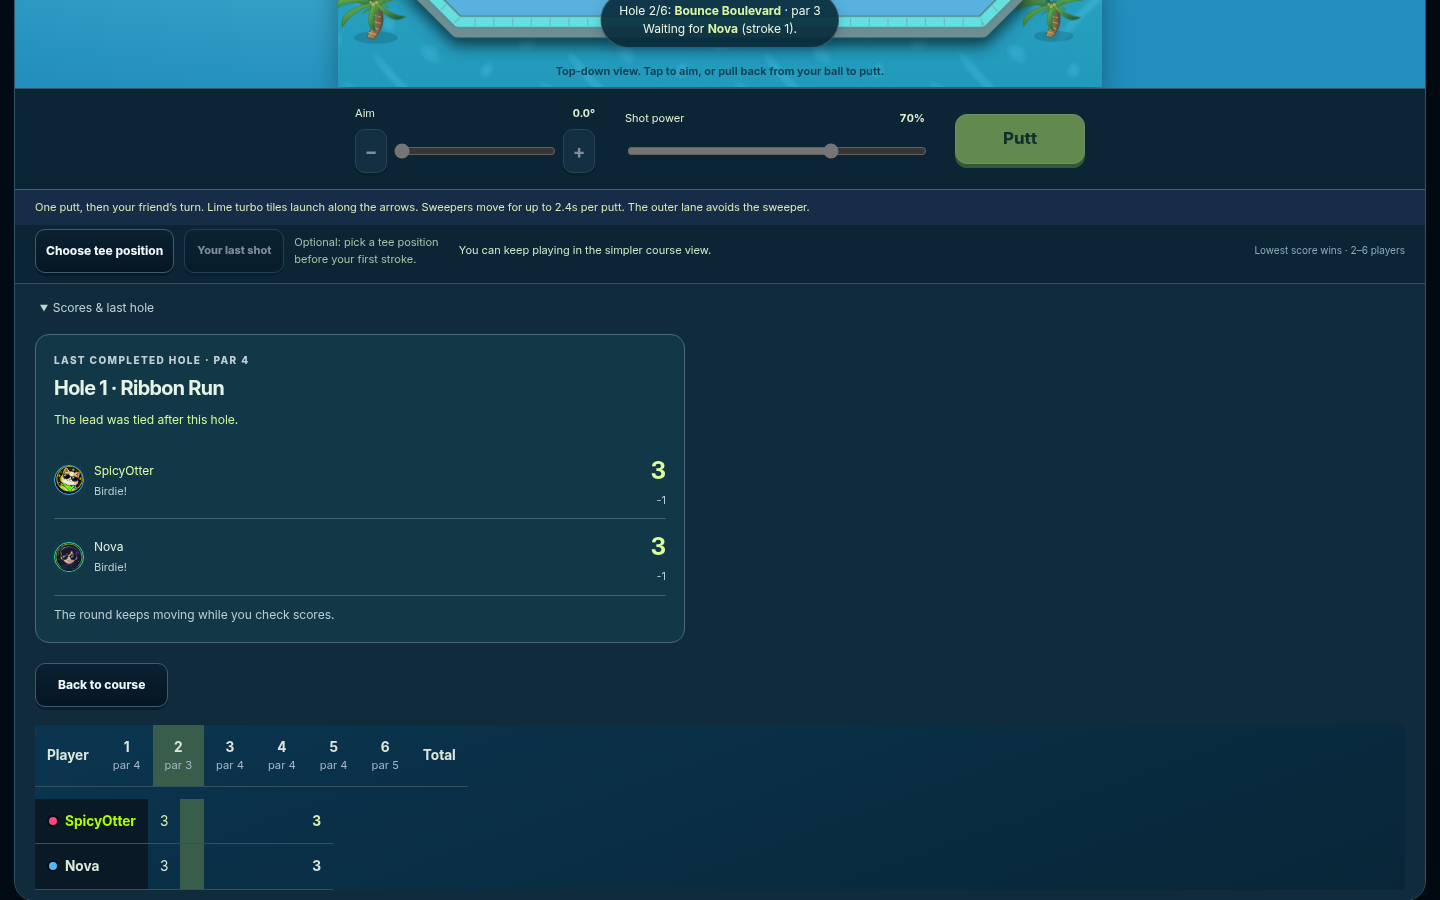 Hole 2/6: Bounce Boulevard · par 3
Waiting for Nova (stroke 1).
Top-down view. Tap to aim, or pull back from your ball to putt.
Aim
0.0°
Shot power
70%
−
+
Putt
One putt, then your friend’s turn. Lime turbo tiles launch along the arrows. Sweepers move for up to 2.4s per putt. The outer lane avoids the sweeper.
Choose tee position
Your last shot
Optional: pick a tee position
before your first stroke.
You can keep playing in the simpler course view.
Lowest score wins · 2–6 players
▼ Scores & last hole
LAST COMPLETED HOLE · PAR 4
Hole 1 · Ribbon Run
The lead was tied after this hole.
SpicyOtter
Birdie!
3
-1
Nova
Birdie!
3
-1
The round keeps moving while you check scores.
Back to course
Player 1 2 3 4 5 6 Total
par 4 par 3 par 4 par 4 par 4 par 5
SpicyOtter 3 3
Nova 3 3